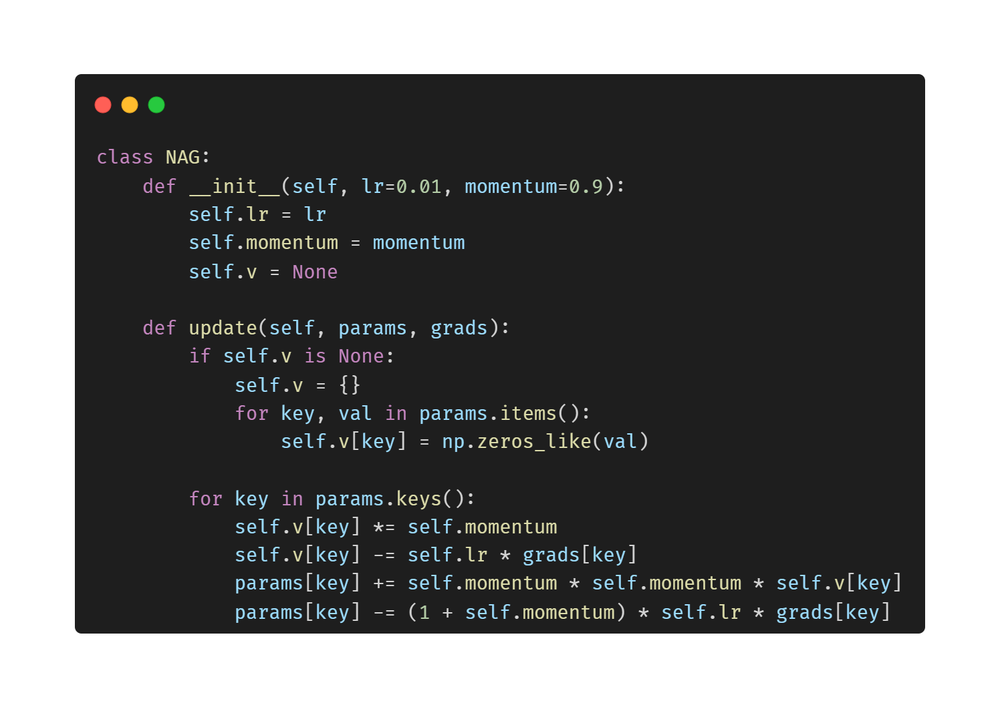 class NAG:
    def __init__(self, lr=0.01, momentum=0.9):
        self.lr = lr
        self.momentum = momentum
        self.v = None

    def update(self, params, grads):
        if self.v is None:
            self.v = {}
            for key, val in params.items():
                self.v[key] = np.zeros_like(val)

        for key in params.keys():
            self.v[key] *= self.momentum
            self.v[key] -= self.lr * grads[key]
            params[key] += self.momentum * self.momentum * self.v[key]
            params[key] -= (1 + self.momentum) * self.lr * grads[key]